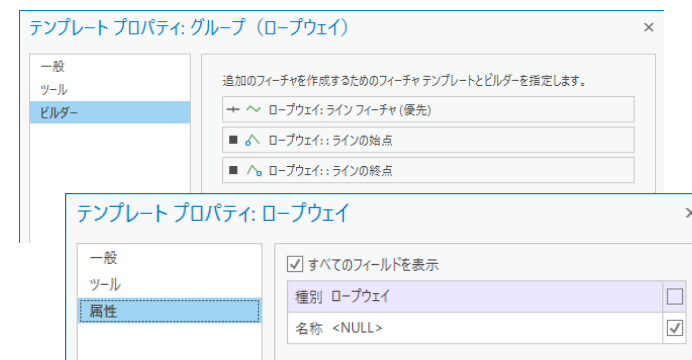 テンプレート プロパティ: グループ（ロープウェイ）
一般
ツール
ビルダー
追加のフィーチャを作成するためのフィーチャ テンプレートとビルダーを指定します。
ロープウェイ: ライン フィーチャ (優先)
ロープウェイ: : ラインの始点
ロープウェイ: : ラインの終点
テンプレート プロパティ: ロープウェイ
一般
ツール
属性
すべてのフィールドを表示
種別 ロープウェイ
名称 <NULL>